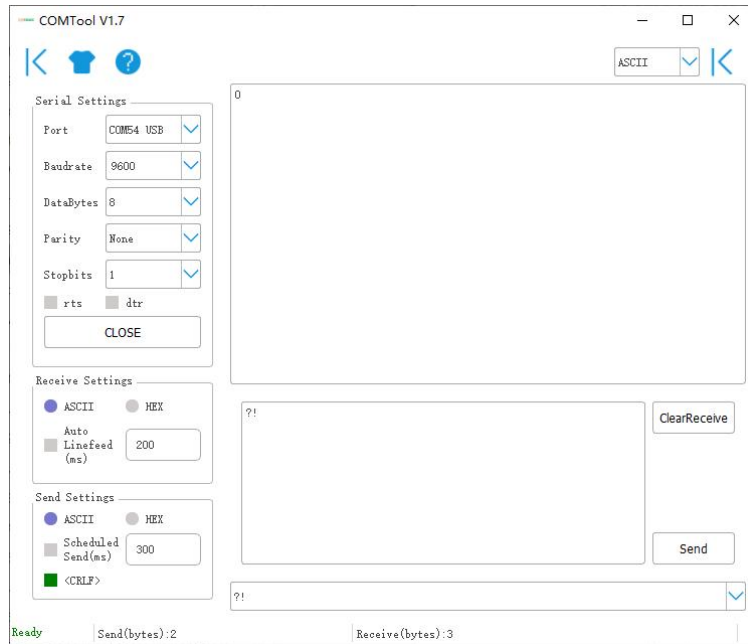 COMTool V1.7
ASCII
Serial Settings
Port COM54 USB
Baudrate 9600
DataBytes 8
Parity None
Stopbits 1
rts dtr
CLOSE
0
Receive Settings
ASCII HEX
Auto
Linefeed
(ms)
200
?!
ClearReceive
Send Settings
ASCII HEX
Scheduled
Send(ms)
300
<CRLF>
Send
?!
Ready Send(bytes):2 Receive(bytes):3